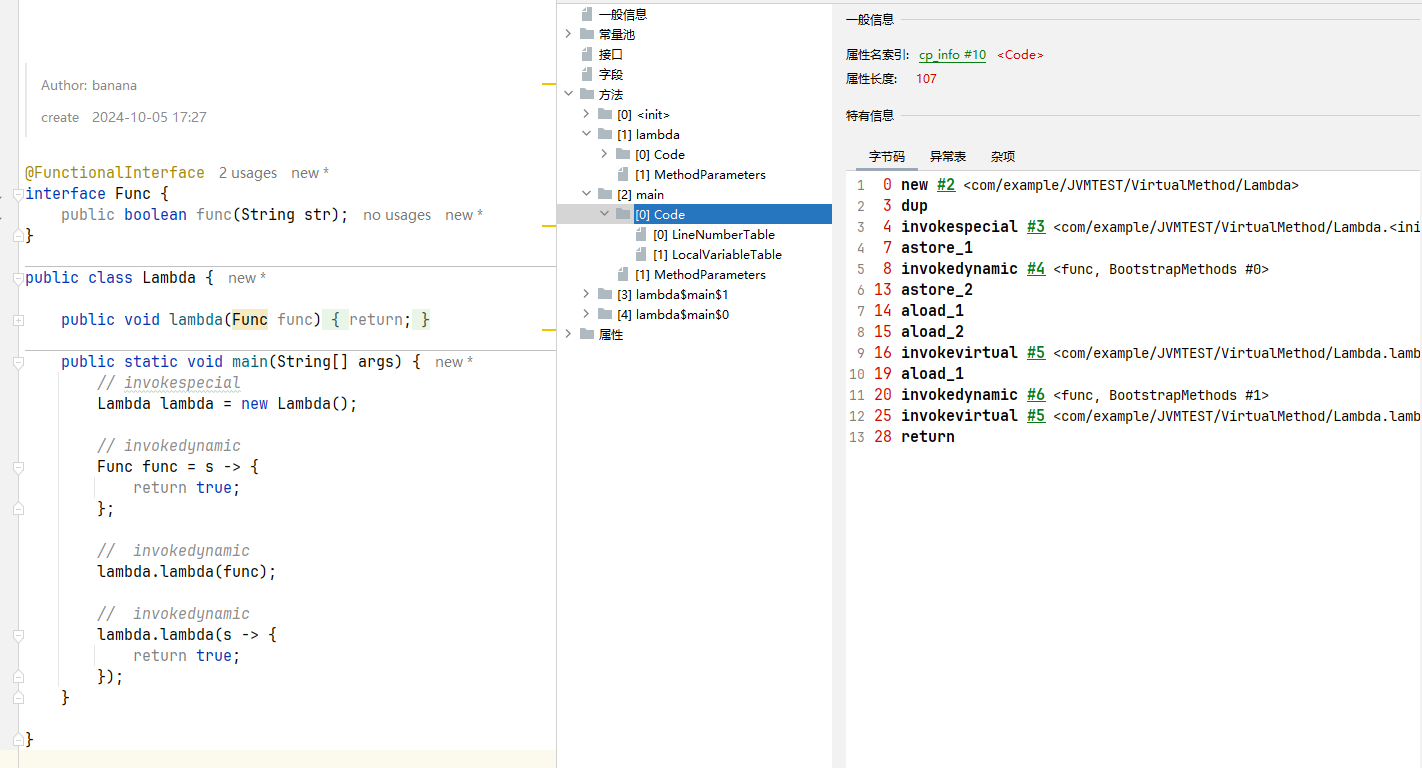 Author: banana
create 2024-10-05 17:27
@FunctionalInterface 2 usages new *
interface Func {
public boolean func(String str); no usages new *
}
public class Lambda { new *
public void lambda(Func func) { return; }
public static void main(String[] args) { new *
// invokespecial
Lambda lambda = new Lambda();
// invokedynamic
Func func = s -> {
return true;
};
// invokedynamic
lambda.lambda(func);
// invokedynamic
lambda.lambda(s -> {
return true;
});
}
}
一般信息
常量池
接口
字段
方法
[0] <init>
[1] lambda
[0] Code
[1] MethodParameters
[2] main
[0] Code
[0] LineNumberTable
[1] LocalVariableTable
[1] MethodParameters
[3] lambda$main$1
[4] lambda$main$0
属性
一般信息
属性名索引: cp_info #10 <Code>
属性长度: 107
特有信息
字节码 异常表 杂项
1 0 new #2 <com/example/JVMTEST/VirtualMethod/Lambda>
2 3 dup
3 4 invokespecial #3 <com/example/JVMTEST/VirtualMethod/Lambda.<ini
4 7 astore_1
5 8 invokedynamic #4 <func, BootstrapMethods #0>
6 13 astore_2
7 14 aload_1
8 15 aload_2
9 16 invokevirtual #5 <com/example/JVMTEST/VirtualMethod/Lambda.lamb
10 19 aload_1
11 20 invokedynamic #6 <func, BootstrapMethods #1>
12 25 invokevirtual #5 <com/example/JVMTEST/VirtualMethod/Lambda.lamb
13 28 return